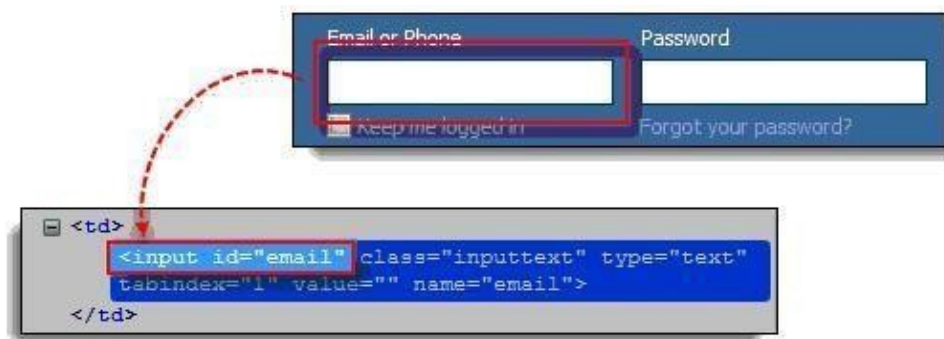 Email or Phone Password
Keep me logged in Forgot your password?
<td>
<input id="email" class="inputtext" type="text"
tabindex="1" value="" name="email">
</td>